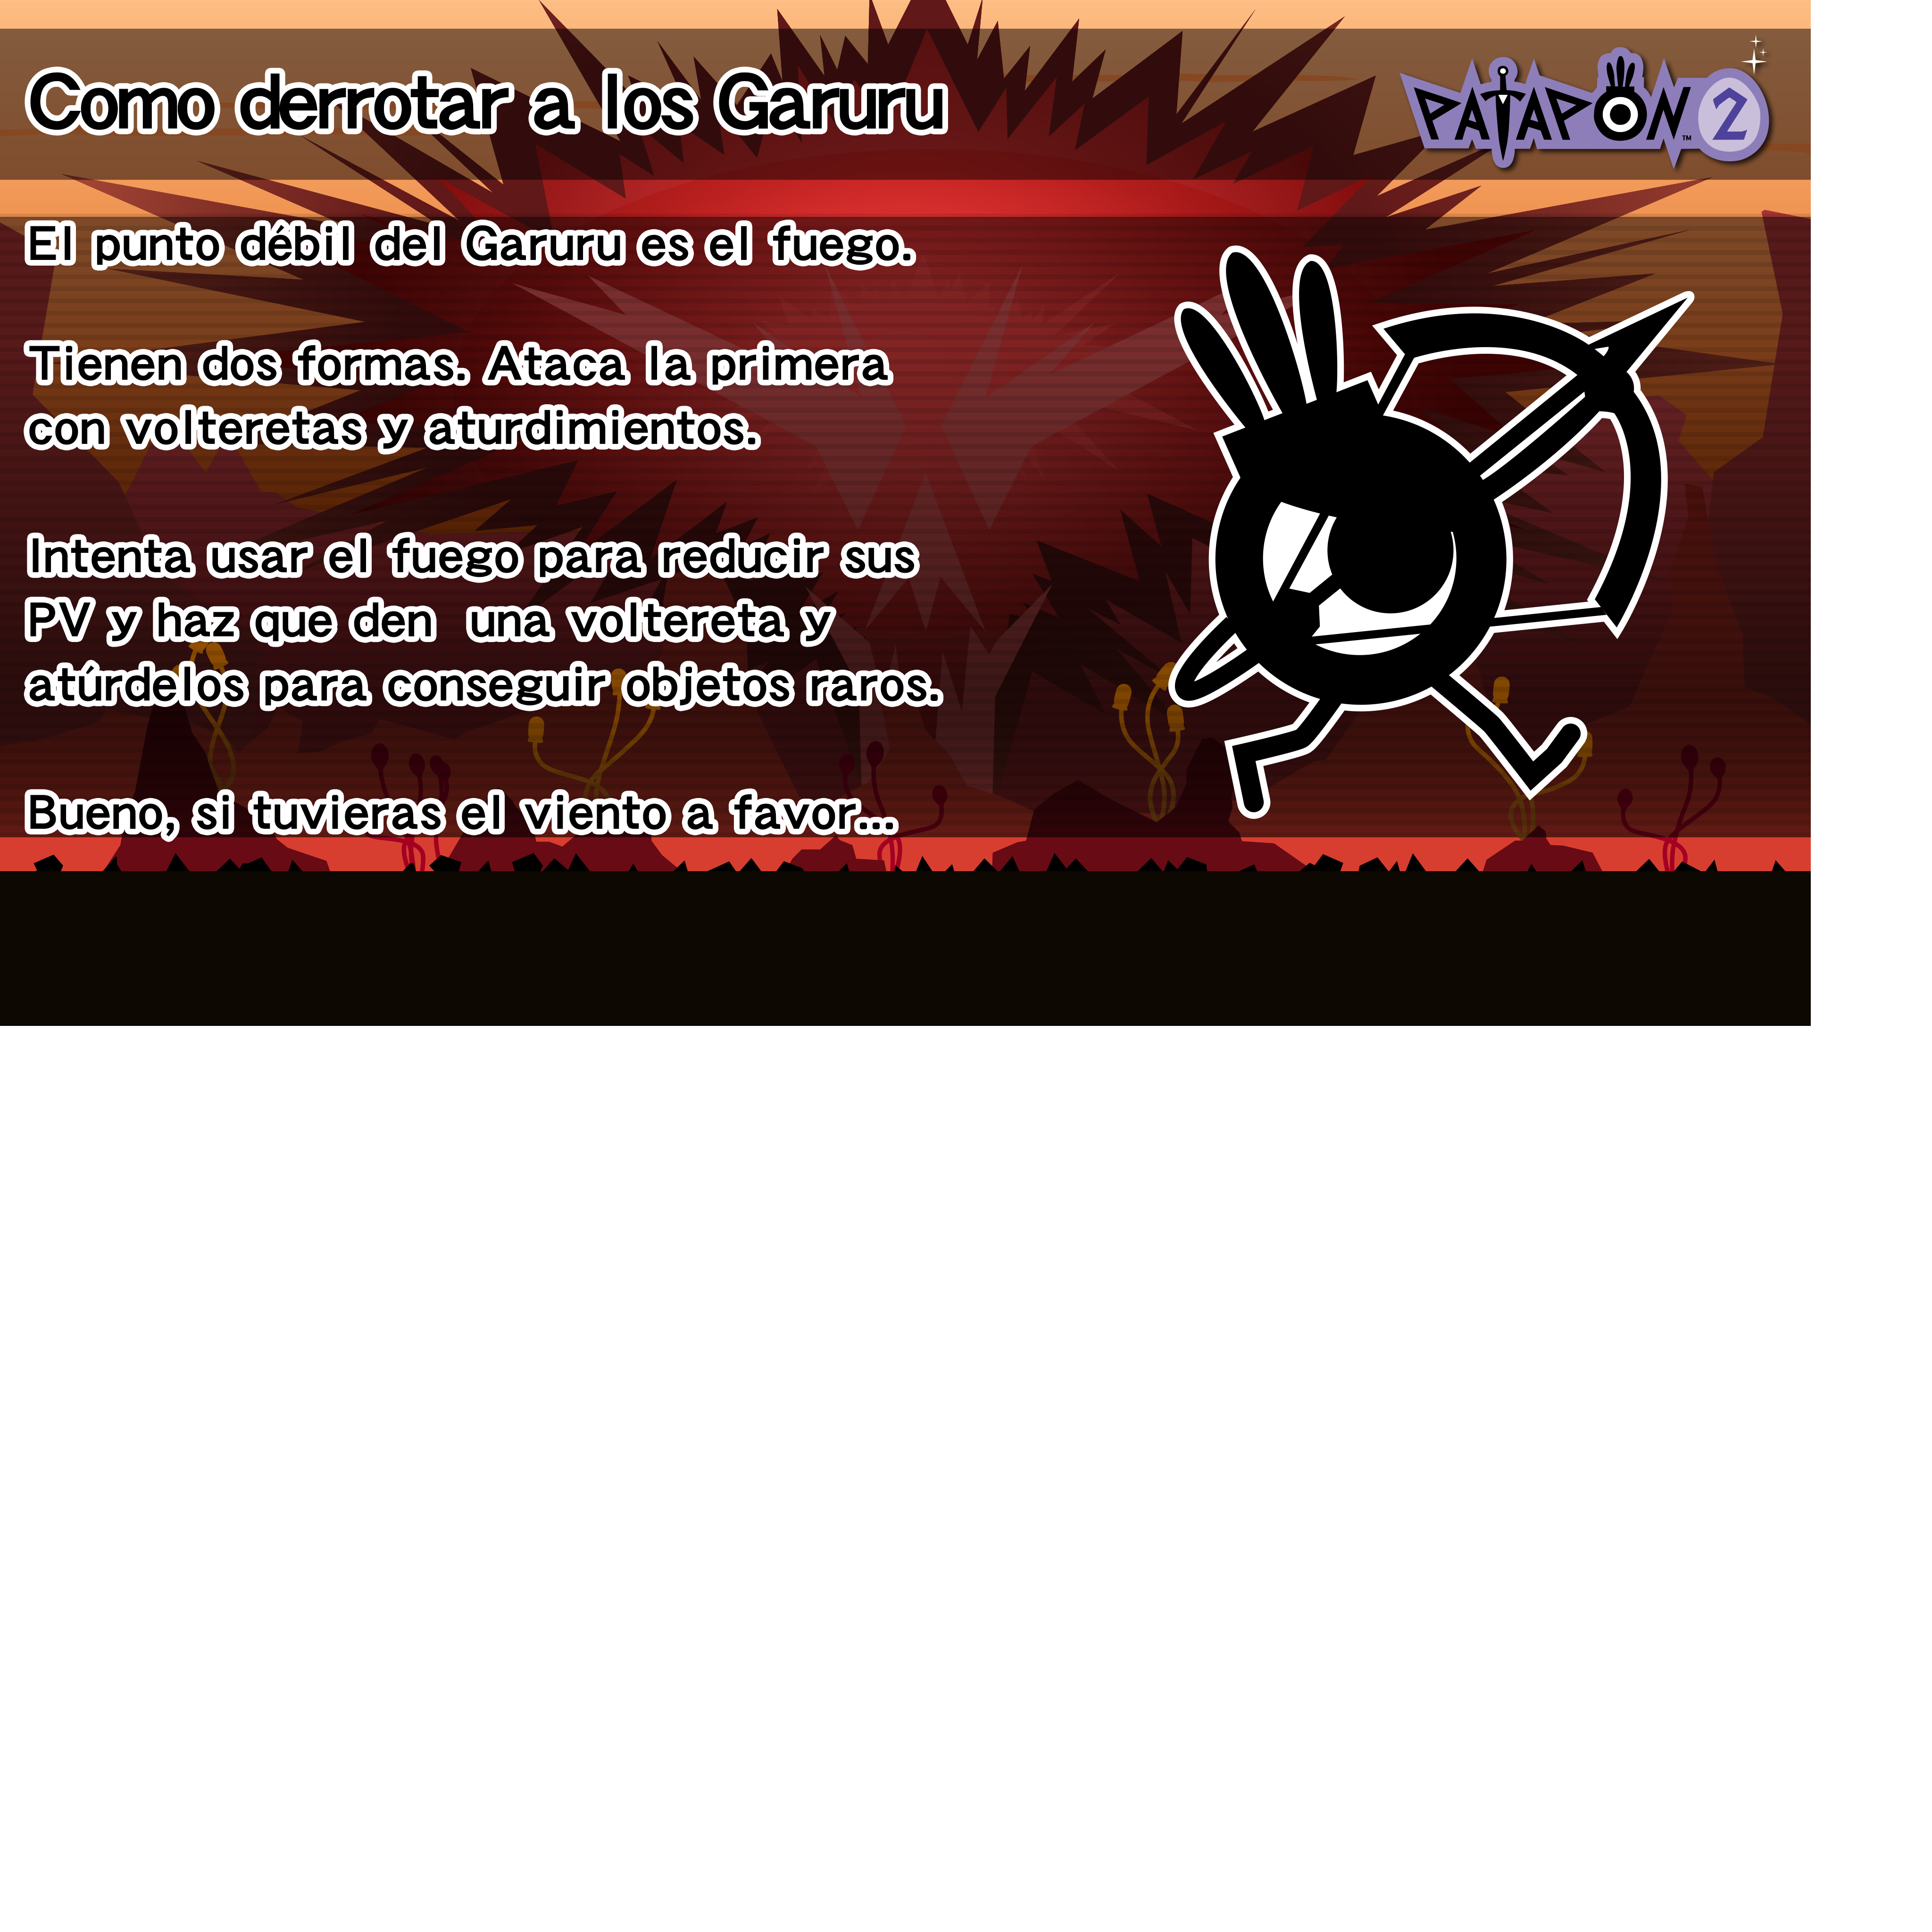 Como derrotar a los Garuru
PATAPON™ 2
El punto débil del Garuru es el fuego.
Tienen dos formas. Ataca la primera
con volteretas y aturdimientos.
Intenta usar el fuego para reducir sus
PV y haz que den una voltereta y
atúrdelos para conseguir objetos raros.
Bueno, si tuvieras el viento a favor...